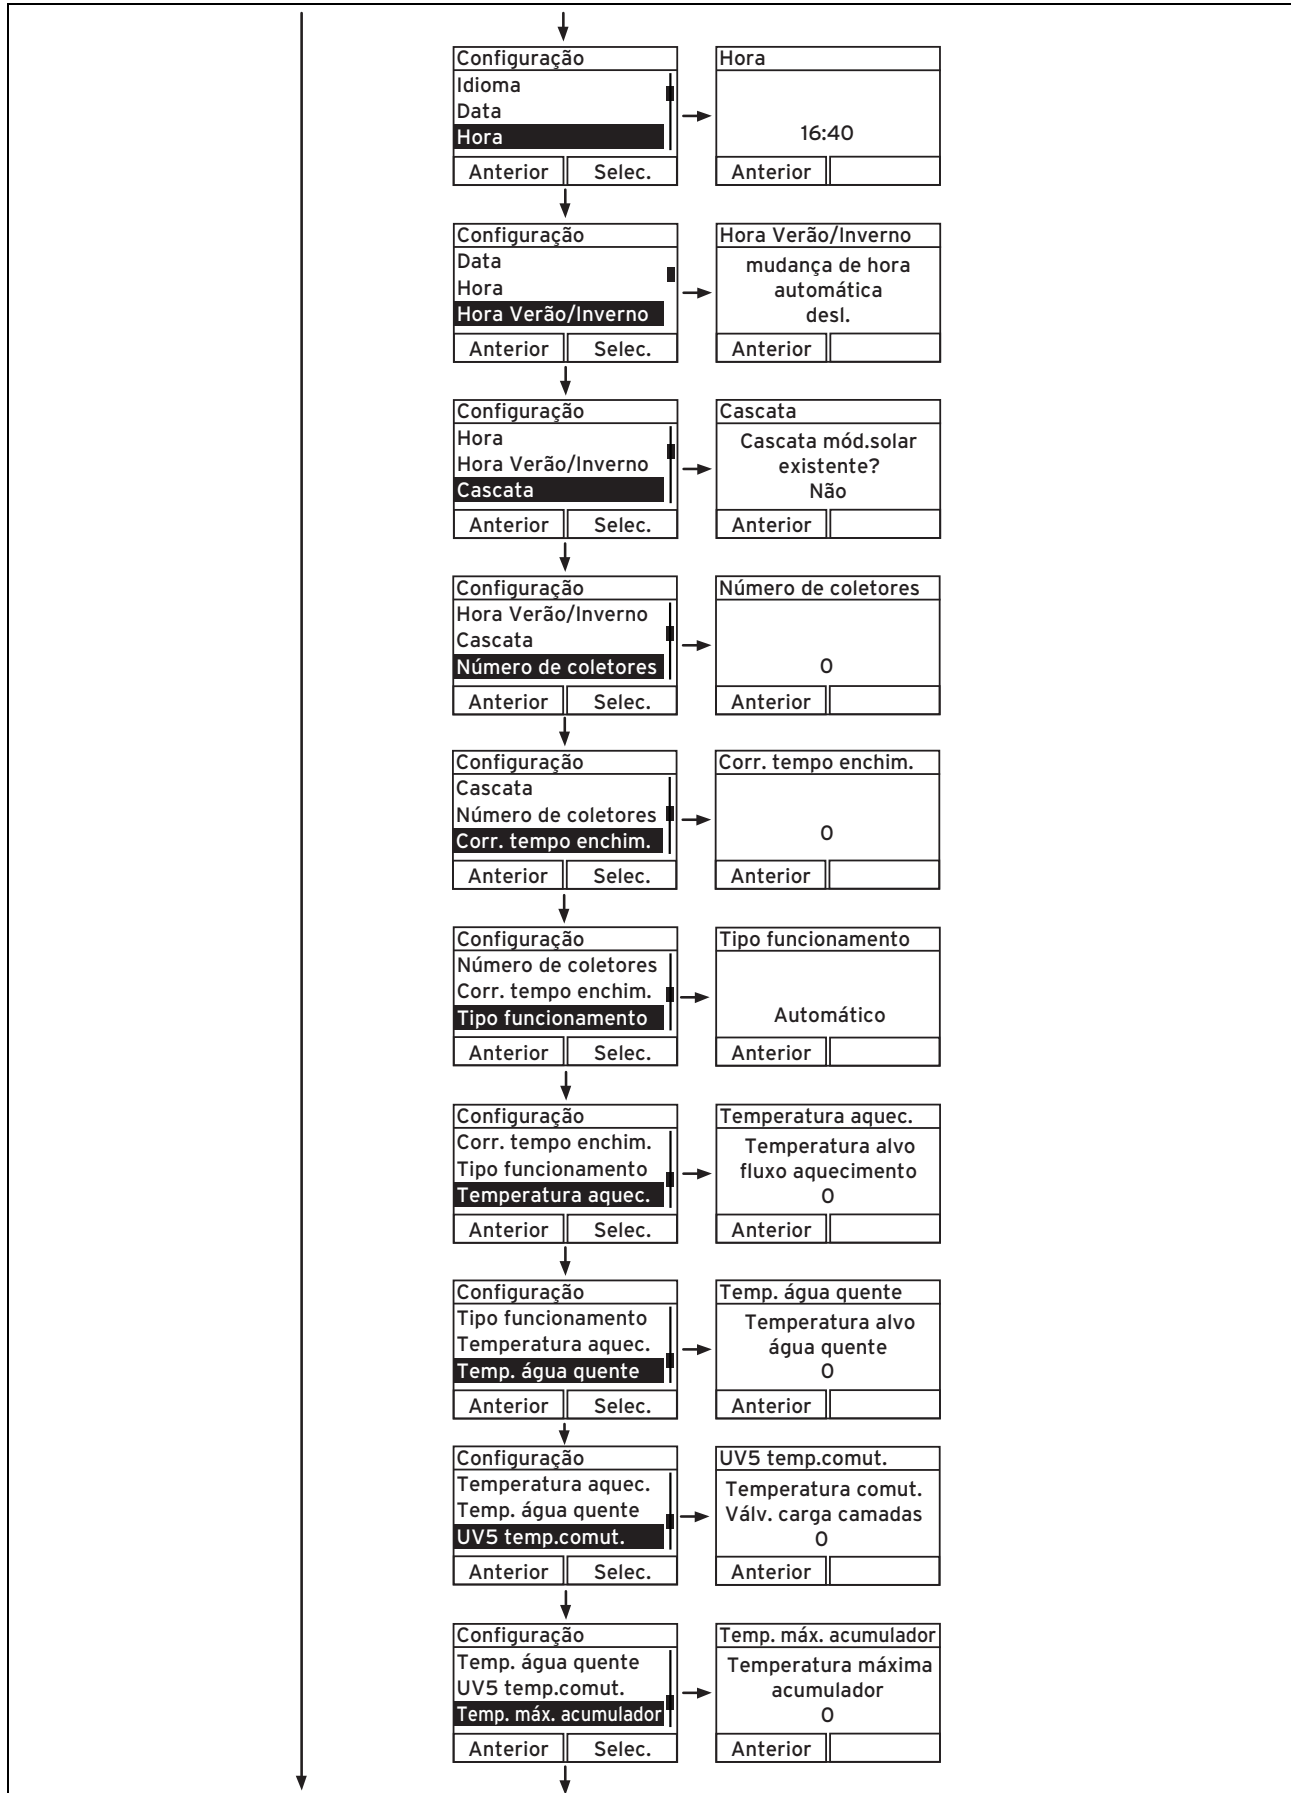 Configuração
Idioma
Data
Hora
Anterior Selec.
Hora
16:40
Anterior
Configuração
Data
Hora
Hora Verão/Inverno
Anterior Selec.
Hora Verão/Inverno
mudança de hora
automática
desl.
Anterior
Configuração
Hora
Hora Verão/Inverno
Cascata
Anterior Selec.
Cascata
Cascata mód.solar
existente?
Não
Anterior
Configuração
Hora Verão/Inverno
Cascata
Número de coletores
Anterior Selec.
Número de coletores
0
Anterior
Configuração
Cascata
Número de coletores
Corr. tempo enchim.
Anterior Selec.
Corr. tempo enchim.
0
Anterior
Configuração
Número de coletores
Corr. tempo enchim.
Tipo funcionamento
Anterior Selec.
Tipo funcionamento
Automático
Anterior
Configuração
Corr. tempo enchim.
Tipo funcionamento
Temperatura aquec.
Anterior Selec.
Temperatura aquec.
Temperatura alvo
fluxo aquecimento
0
Anterior
Configuração
Tipo funcionamento
Temperatura aquec.
Temp. água quente
Anterior Selec.
Temp. água quente
Temperatura alvo
água quente
0
Anterior
Configuração
Temperatura aquec.
Temp. água quente
UV5 temp.comut.
Anterior Selec.
UV5 temp.comut.
Temperatura comut.
Válv. carga camadas
0
Anterior
Configuração
Temp. água quente
UV5 temp.comut.
Temp. máx. acumulador
Anterior Selec.
Temp. máx. acumulador
Temperatura máxima
acumulador
0
Anterior